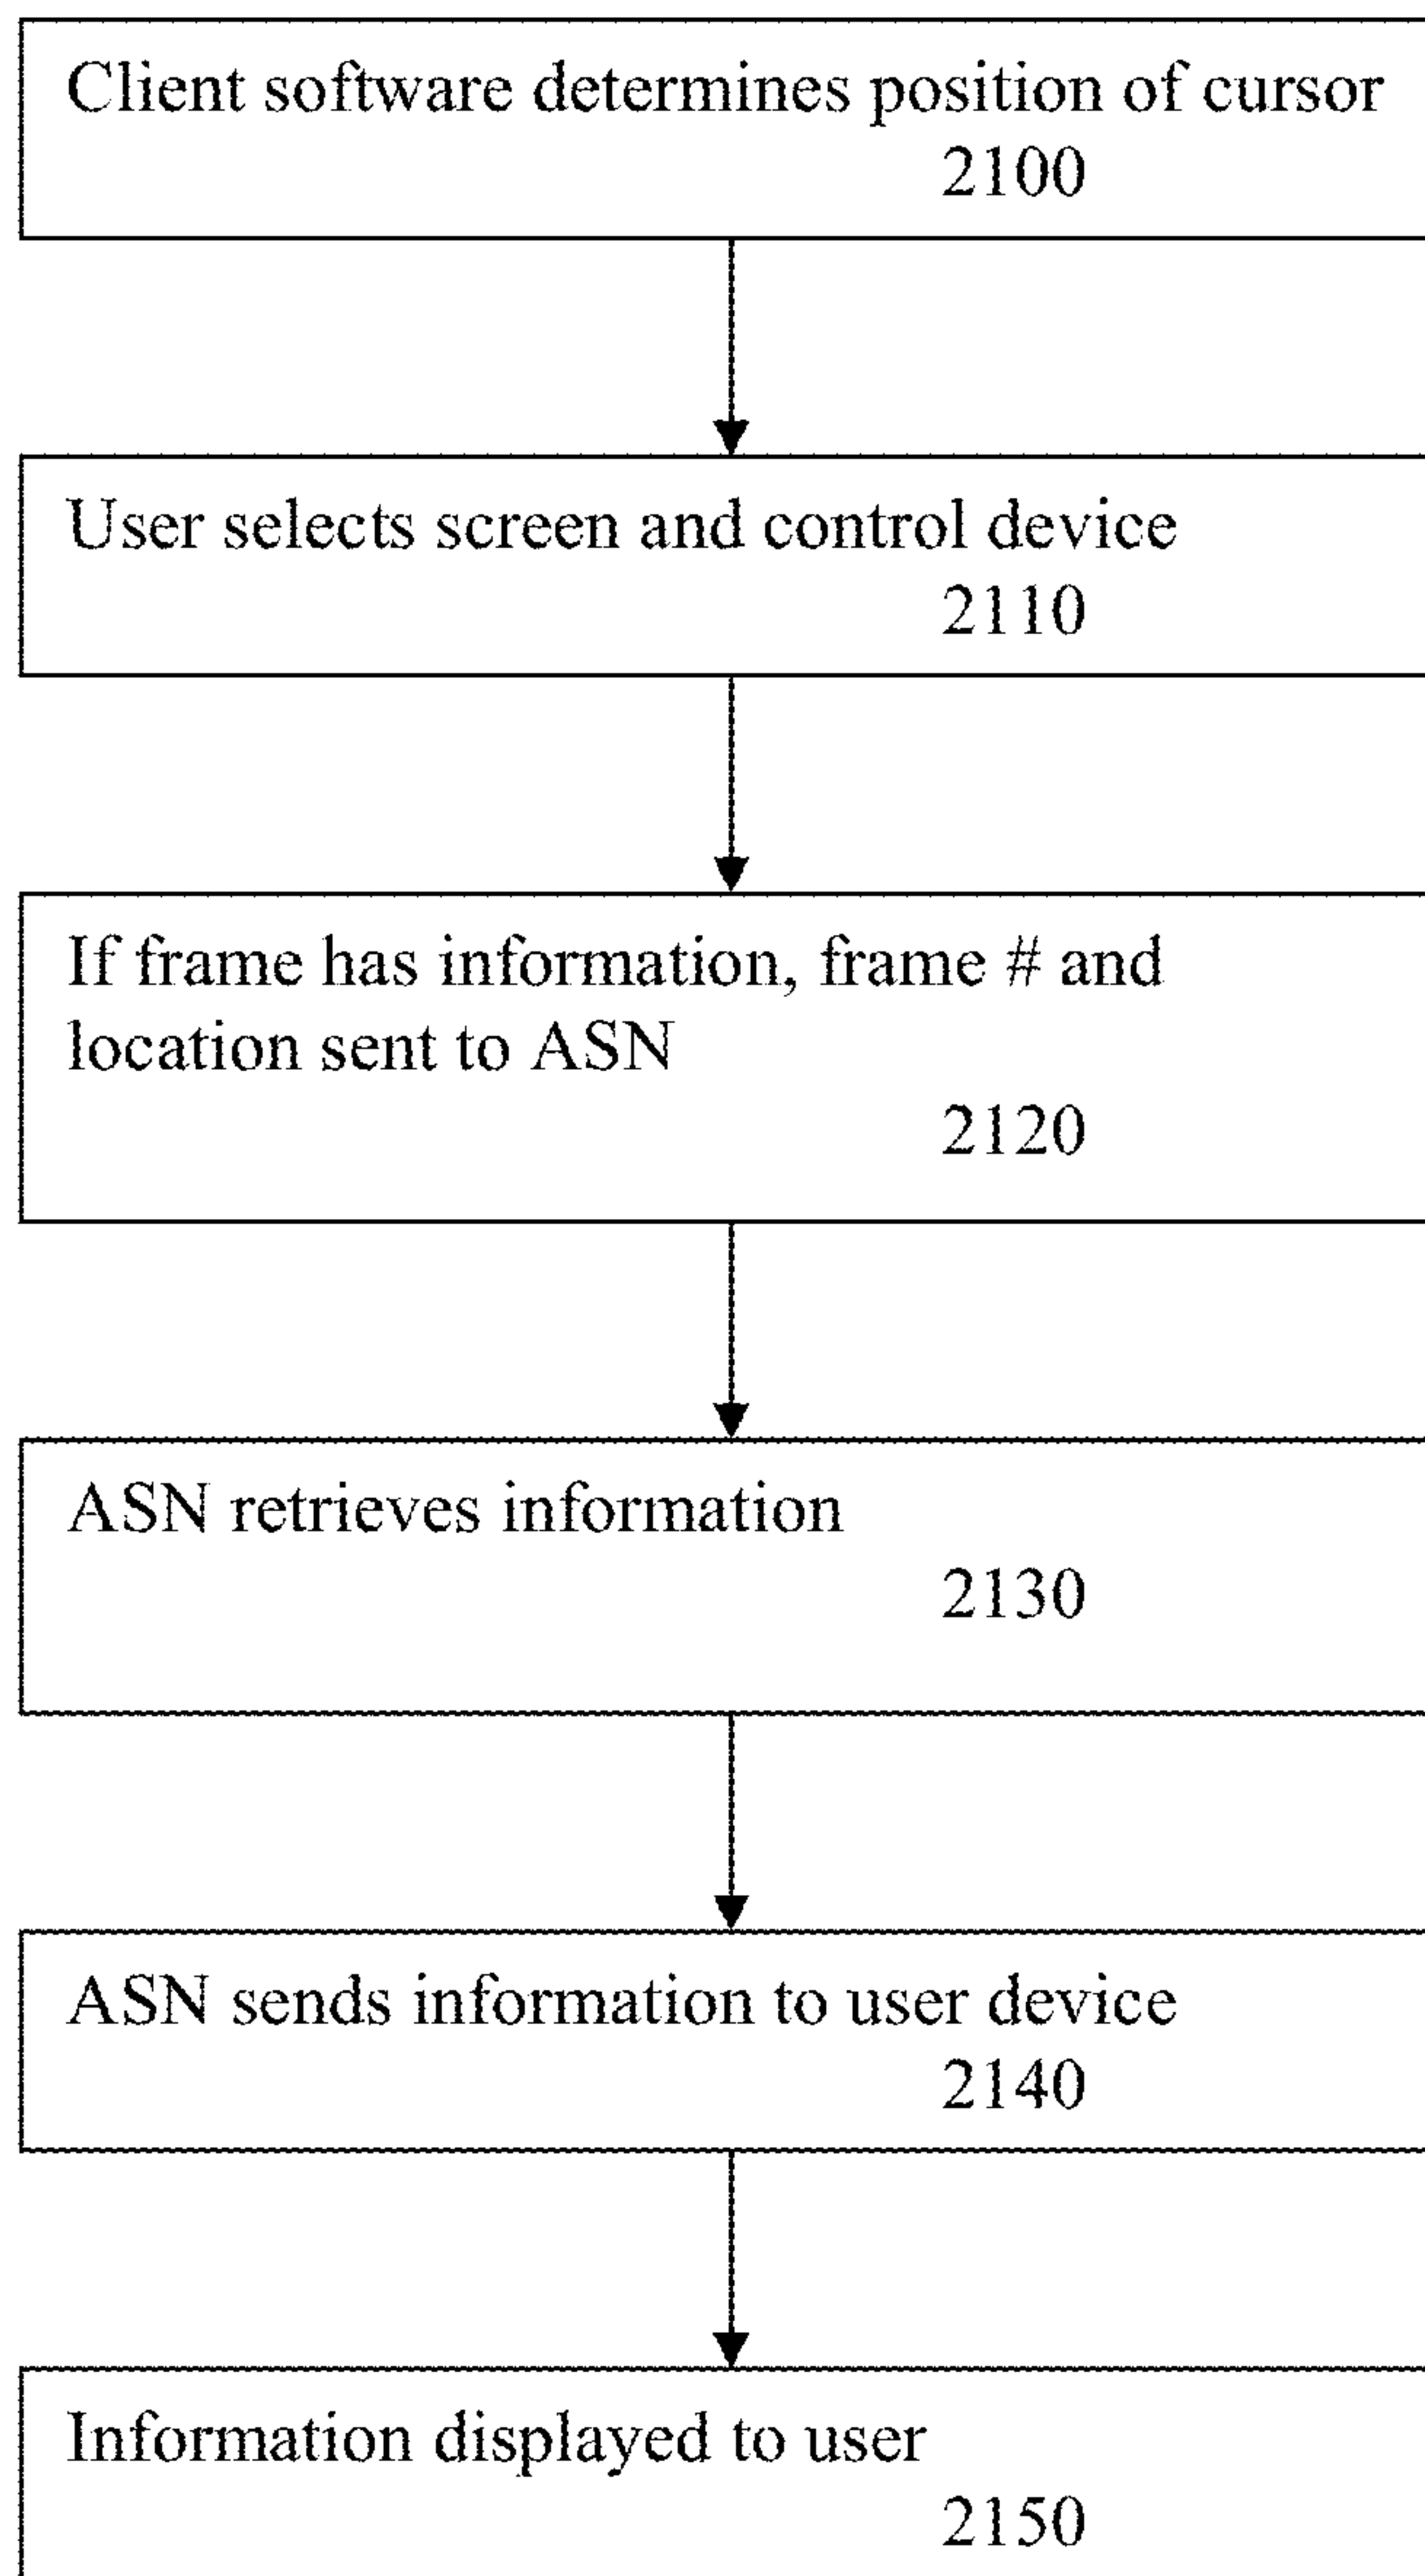 Client software determines position of cursor
2100
User selects screen and control device
2110
If frame has information, frame # and
location sent to ASN
2120
ASN retrieves information
2130
ASN sends information to user device
2140
Information displayed to user
2150